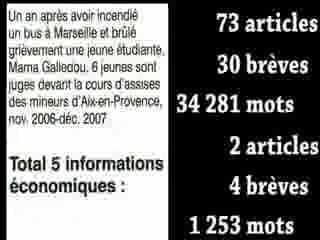 Un an après avoir incendié
un bus à Marseille et brûlé
grièvement une jeune étudiante,
Mama Galledou, 6 jeunes sont
jugés devant la cours d'assises
des mineurs d'Aix-en-Provence,
nov. 2006-déc. 2007
Total 5 informations
économiques :
73 articles
30 brèves
34 281 mots
2 articles
4 brèves
1 253 mots